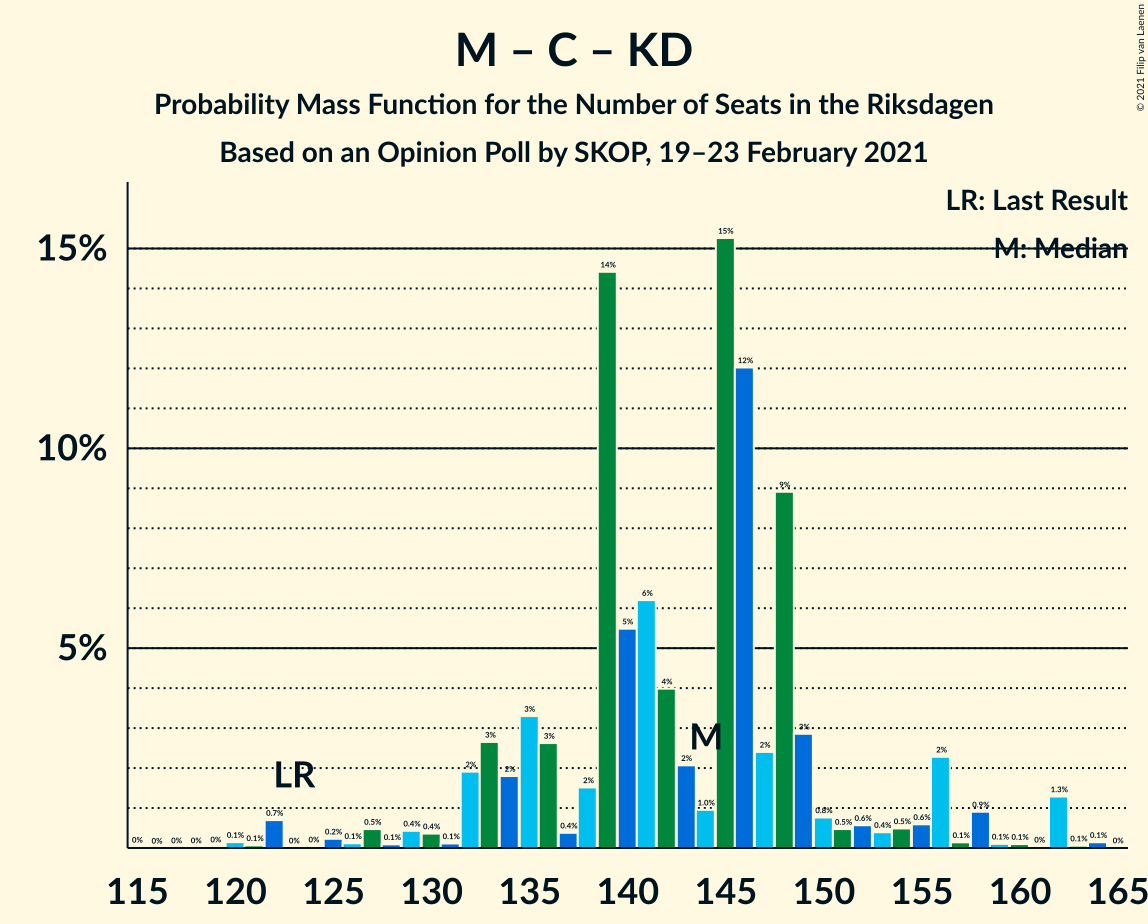 M – C – KD
Probability Mass Function for the Number of Seats in the Riksdagen
Based on an Opinion Poll by SKOP, 19–23 February 2021
© 2021 Filip van Laenen
LR: Last Result
M: Median
15%
10%
5%
0% 0% 0% 0% 0% 0.1% 0.1% 0.7% 0% 0% 0.2% 0.1% 0.5% 0.1% 0.4% 0.4% 0.1% 2% 3% 2% 3% 3% 0.4% 2% 14% 5% 6% 4% 2% 1.0% 15% 12% 2% 9% 3% 0.8% 0.5% 0.6% 0.4% 0.5% 0.6% 2% 0.1% 0.9% 0.1% 0.1% 0% 1.3% 0.1% 0.1% 0%
LR
M
115 120 125 130 135 140 145 150 155 160 165